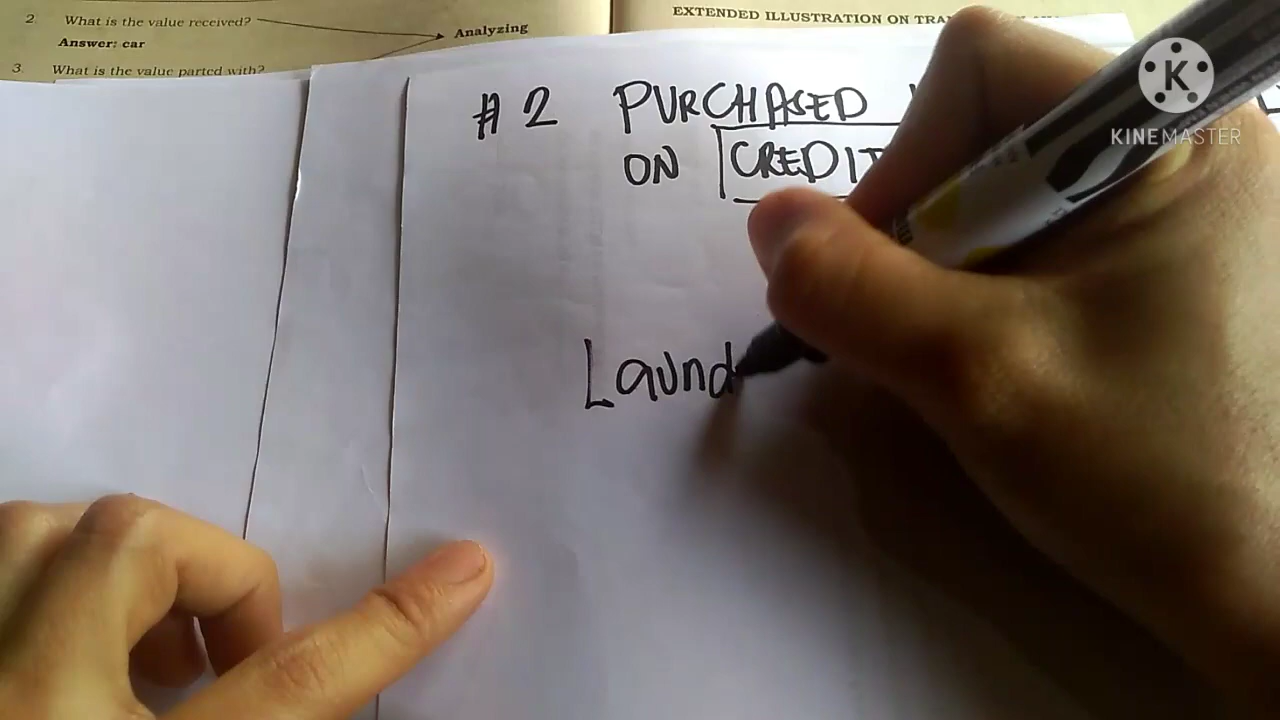 2. What is the value received?
Answer: car
3. What is the value parted with?
Analyzing
EXTENDED ILLUSTRATION ON
# 2 PURCHASED
ON CREDIT
Laund
K
KINEMASTER